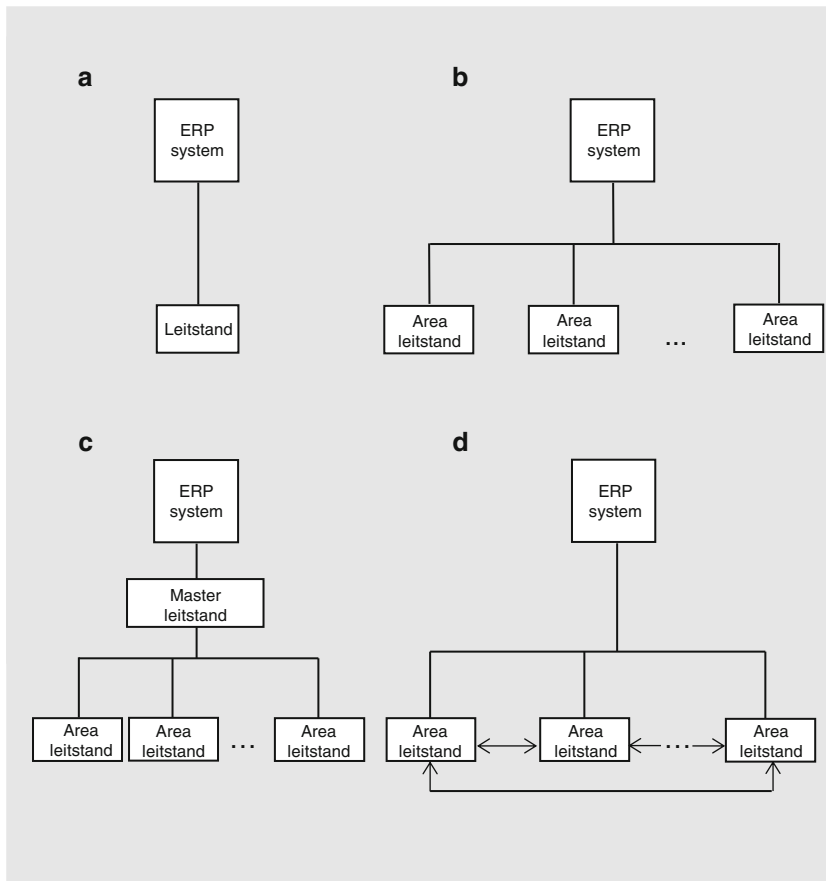 a
ERP
system
Leitstand
b
ERP
system
Area
leitstand
Area
leitstand
...
Area
leitstand
c
ERP
system
Master
leitstand
Area
leitstand
Area
leitstand
...
Area
leitstand
d
ERP
system
Area
leitstand
Area
leitstand
...
Area
leitstand